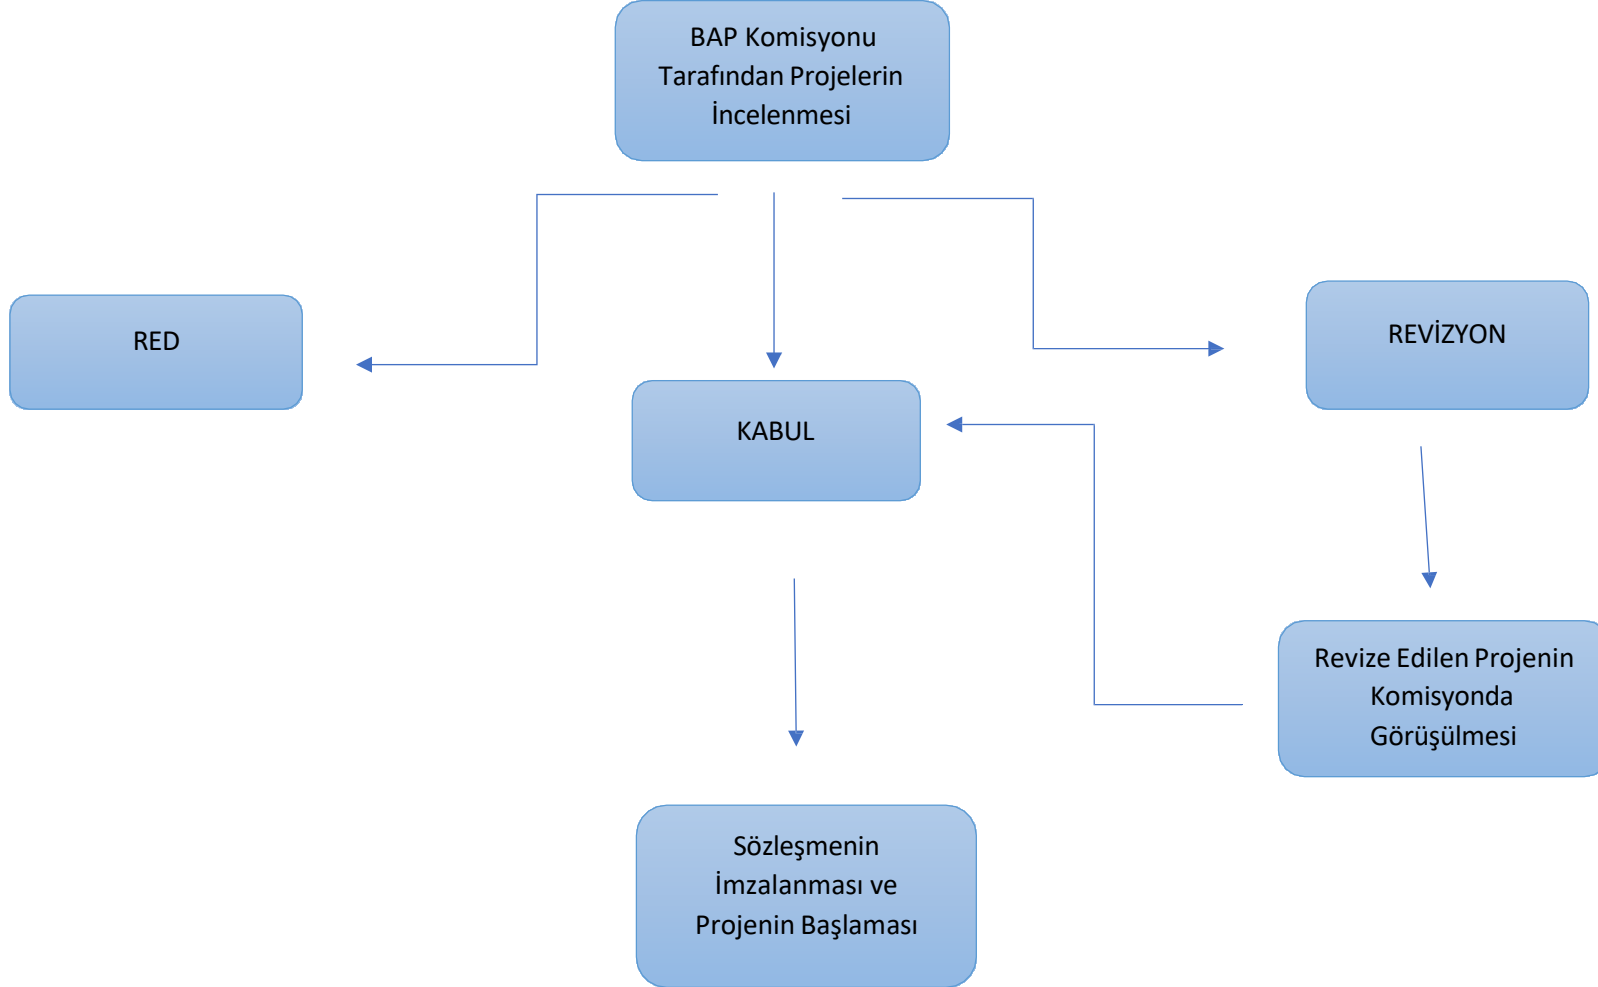 BAP Komisyonu
Tarafından Projelerin
İncelenmesi
RED
REVİZYON
KABUL
Revize Edilen Projenin
Komisyonda
Görüşülmesi
Sözleşmenin
İmzalanması ve
Projenin Başlaması